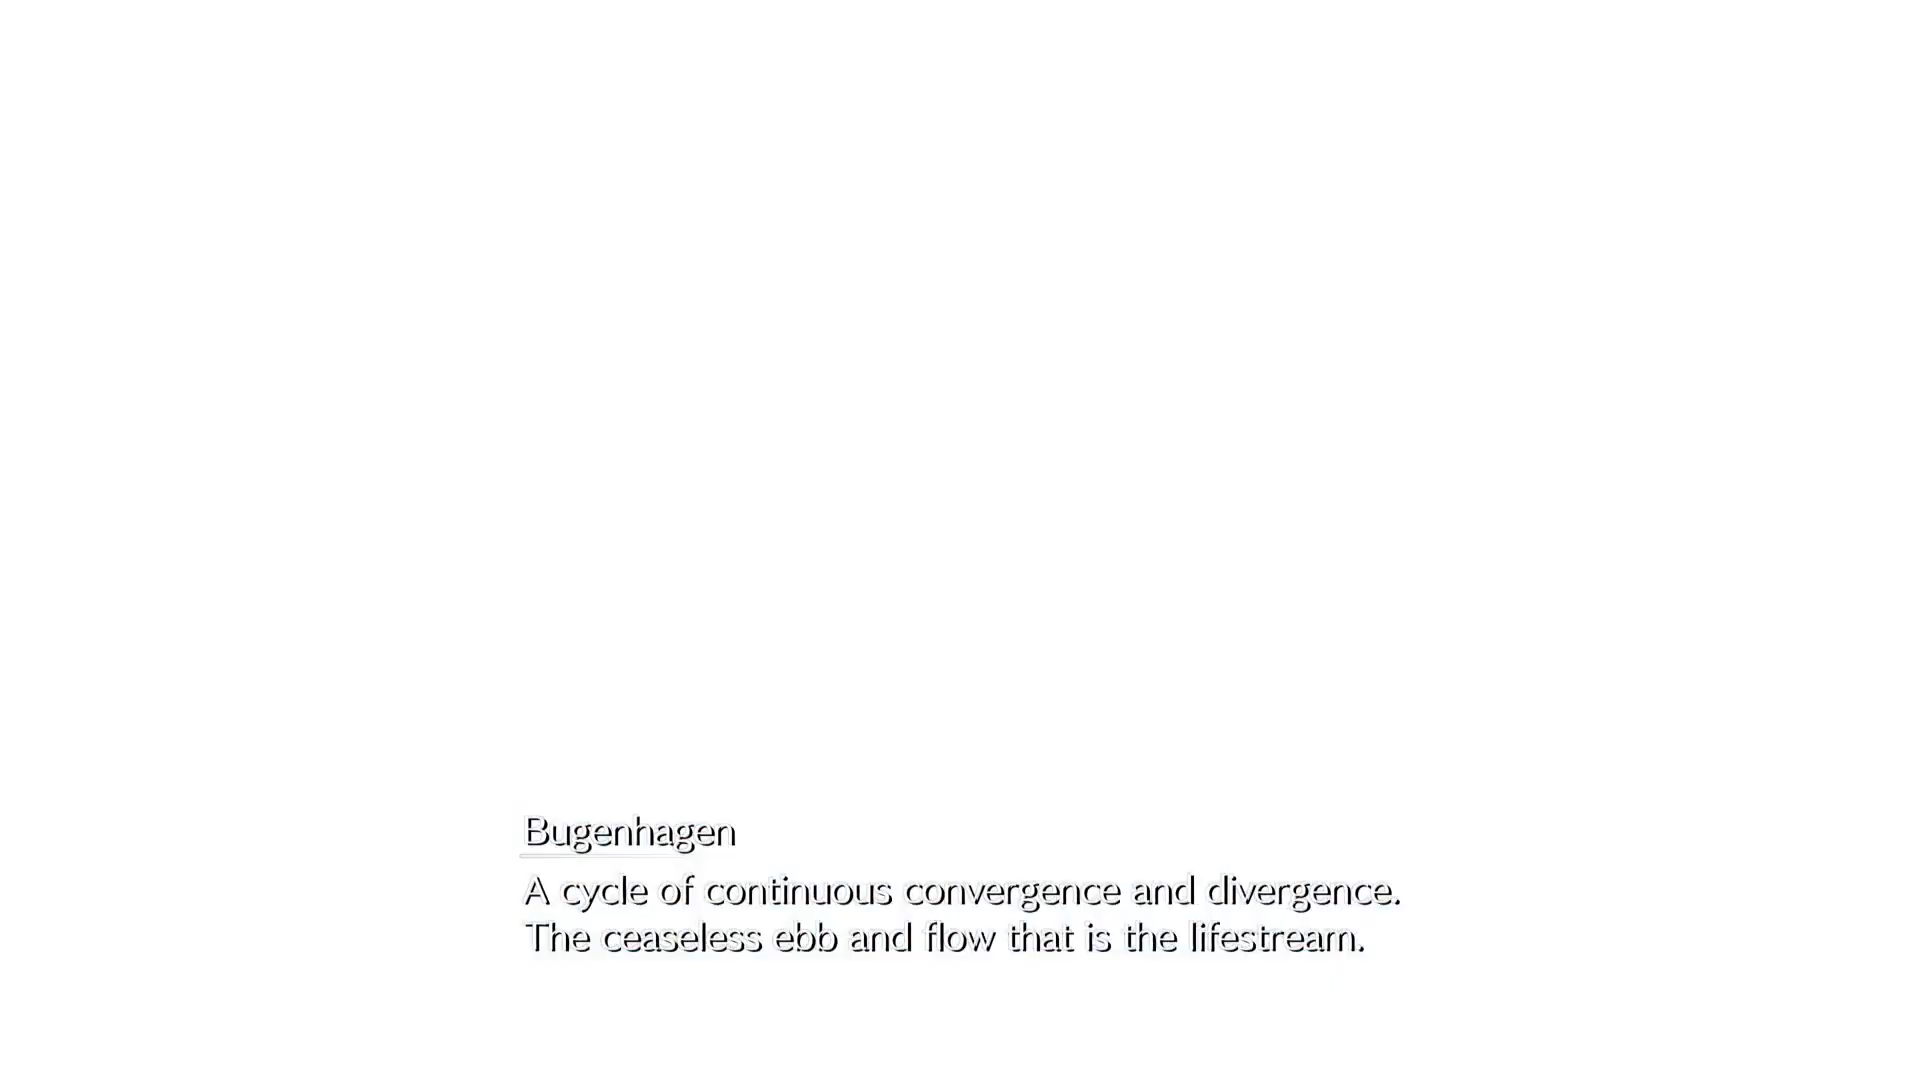 Bugenhagen
A cycle of continuous convergence and divergence.
The ceaseless ebb and flow that is the lifestream.